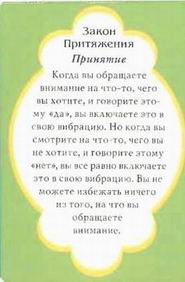 Закон
Притяжения
Принятие
Когда вы обращаете
внимание на что-то, чего
вы хотите, и говорите это-
му «да», вы включаете это в
свою вибрацию. Но когда вы
смотрите на что-то, чего вы
не хотите, и говорите этому
«нет», вы все равно включаете
это в свою вибрацию. Вы не
можете избежать ничего
из того, на что вы
обращаете
внимание.